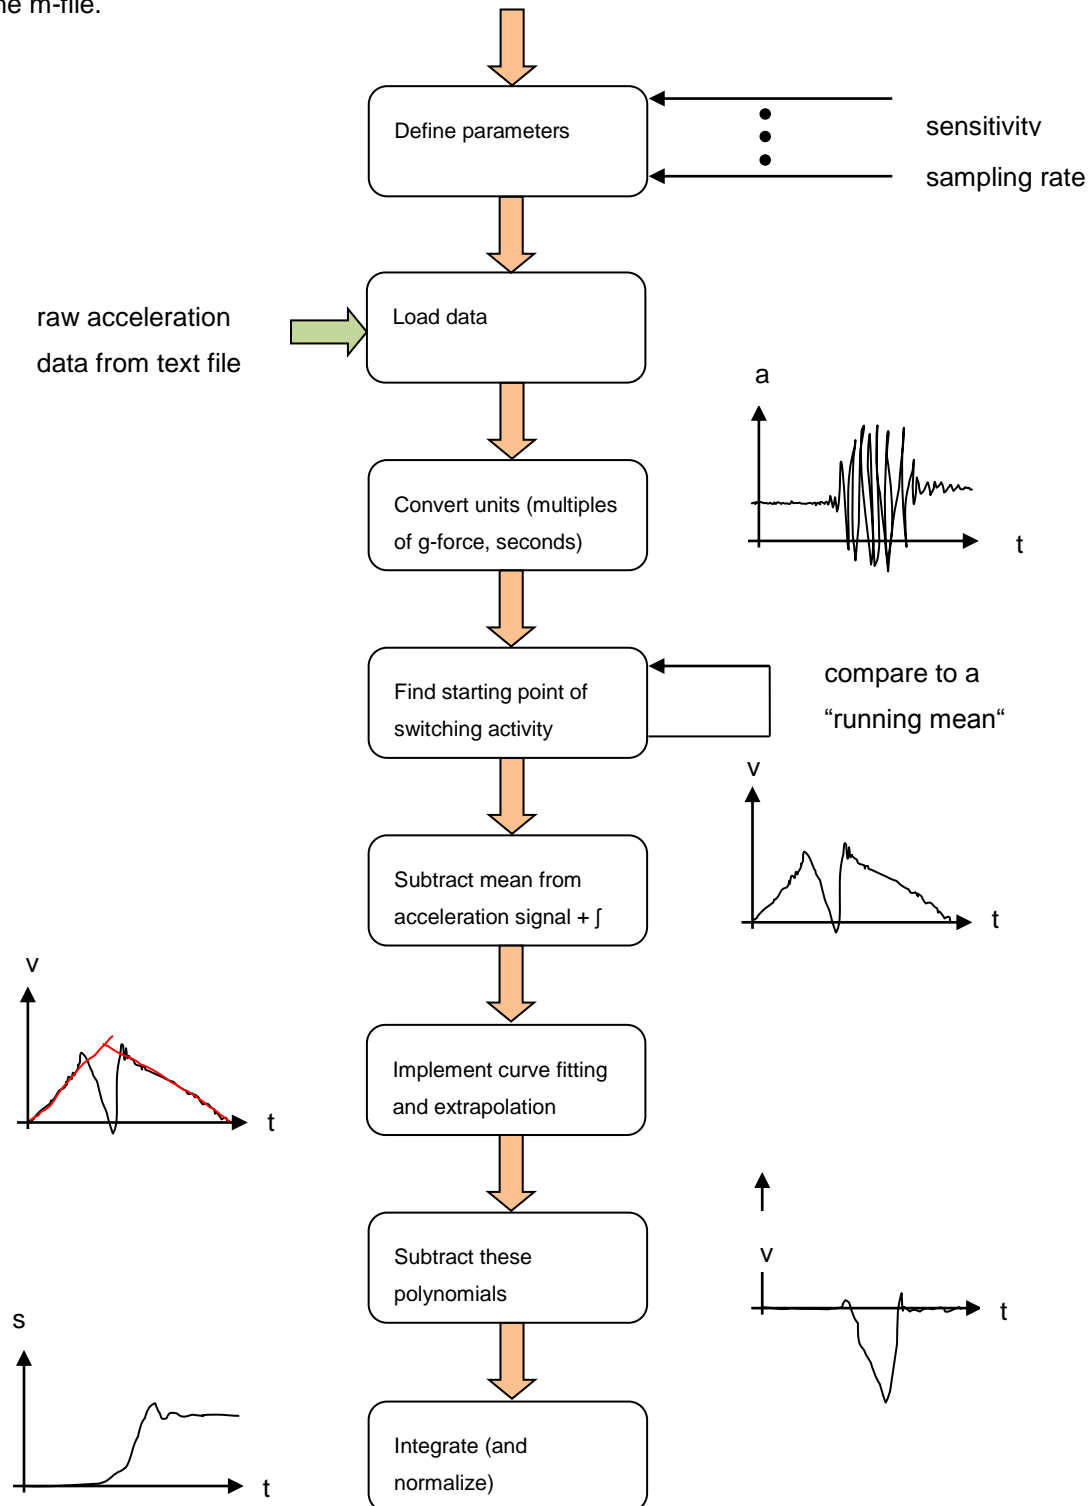 ne m-file.
Define parameters
sensitivity
sampling rate
raw acceleration
data from text file
Load data
a
Convert units (multiples
of g-force, seconds)
t
Find starting point of
switching activity
compare to a
“running mean“
v
Subtract mean from
acceleration signal + ∫
t
v
Implement curve fitting
and extrapolation
t
Subtract these
polynomials
v
t
s
Integrate (and
normalize)
t